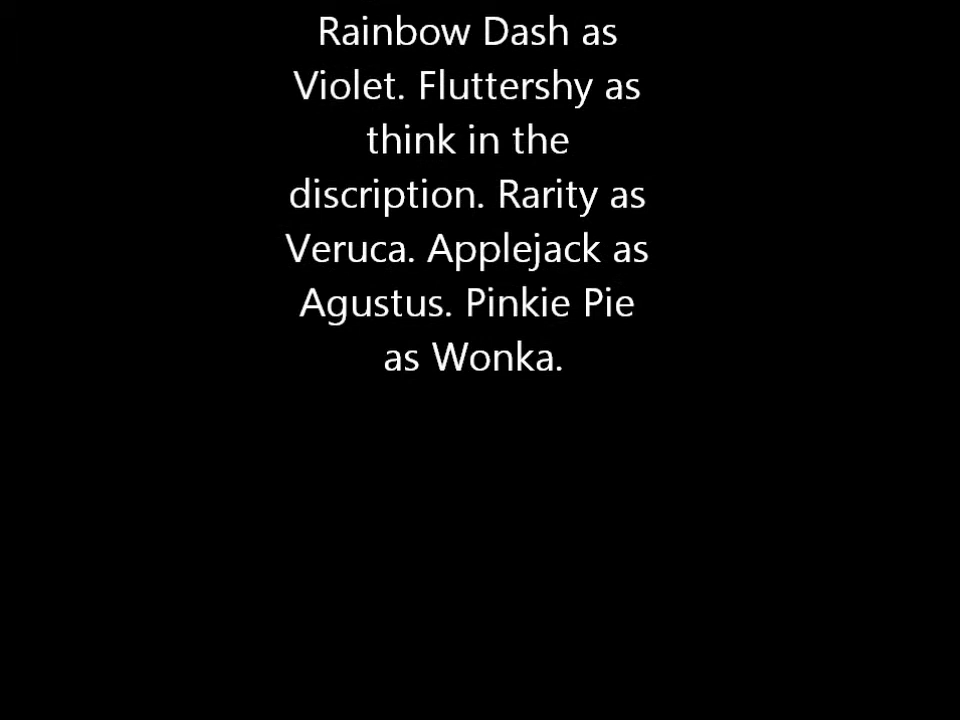 Rainbow Dash as
Violet. Fluttershy as
think in the
discription. Rarity as
Veruca. Applejack as
Agustus. Pinkie Pie
as Wonka.